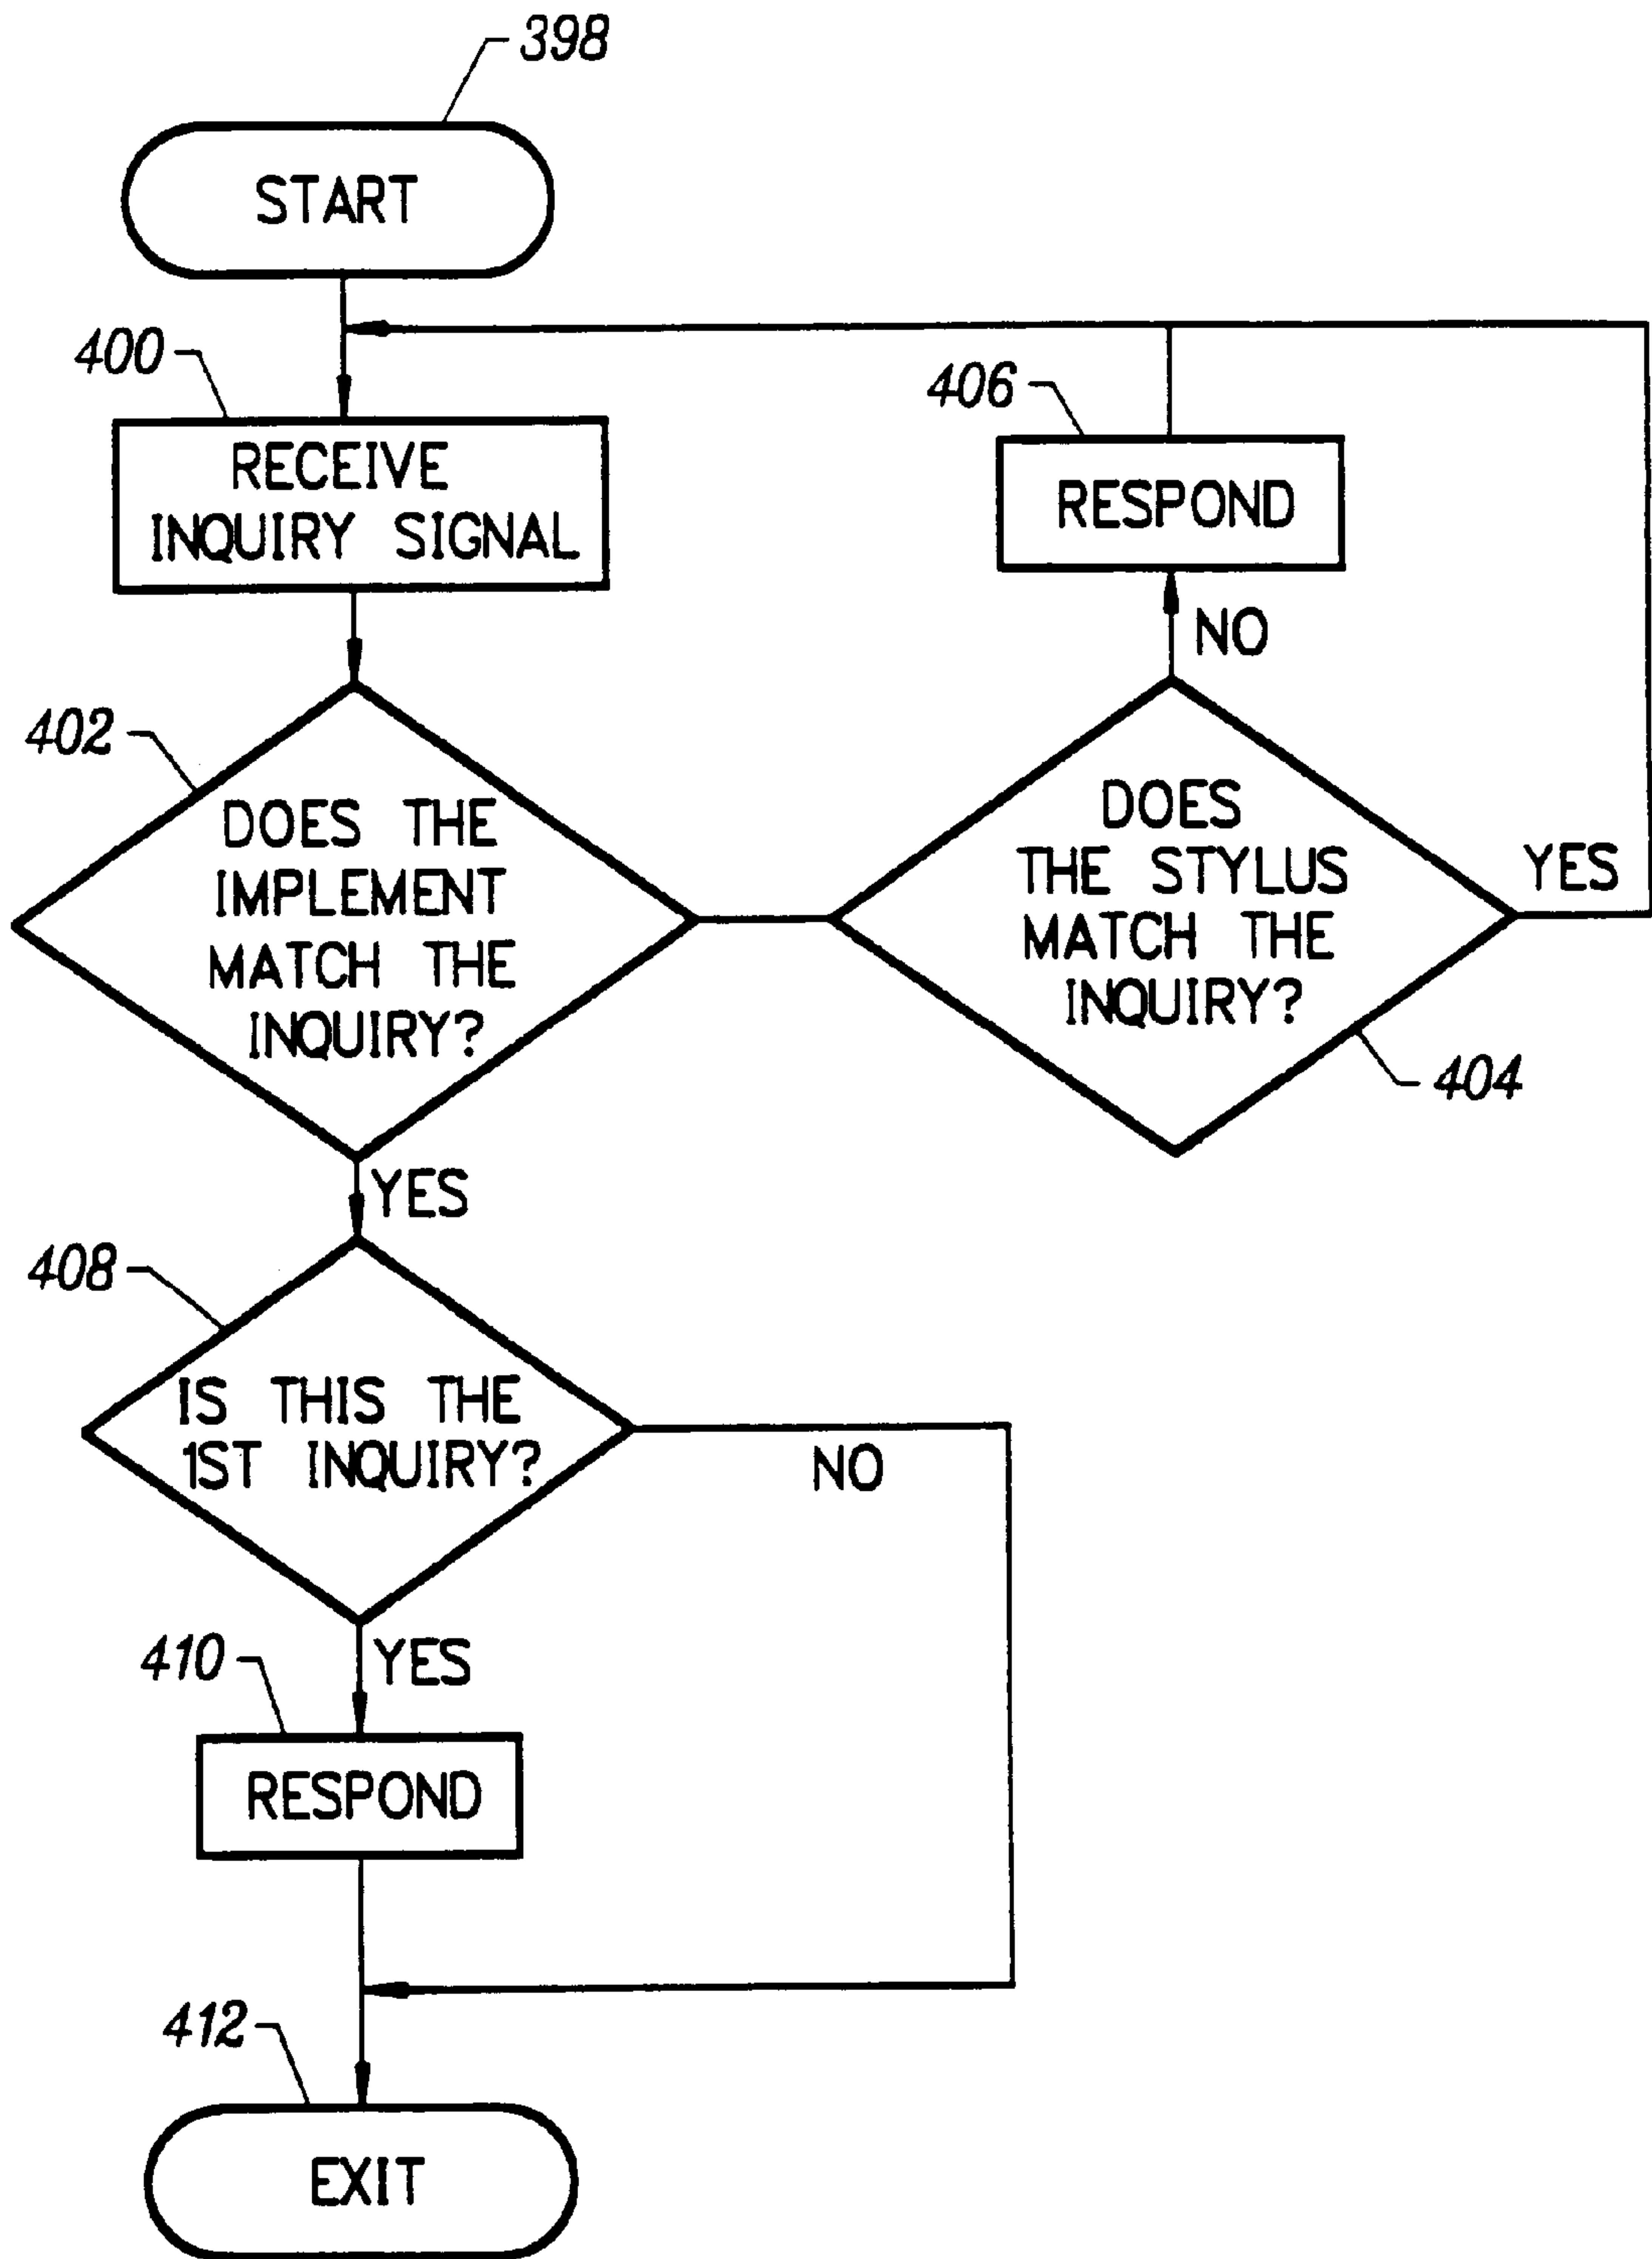 398
START
400
RECEIVE
INQUIRY SIGNAL
406
RESPOND
NO
402
DOES THE
IMPLEMENT
MATCH THE
INQUIRY?
DOES
THE STYLUS
MATCH THE
INQUIRY?
YES
404
YES
408
IS THIS THE
1ST INQUIRY?
NO
YES
410
RESPOND
412
EXIT